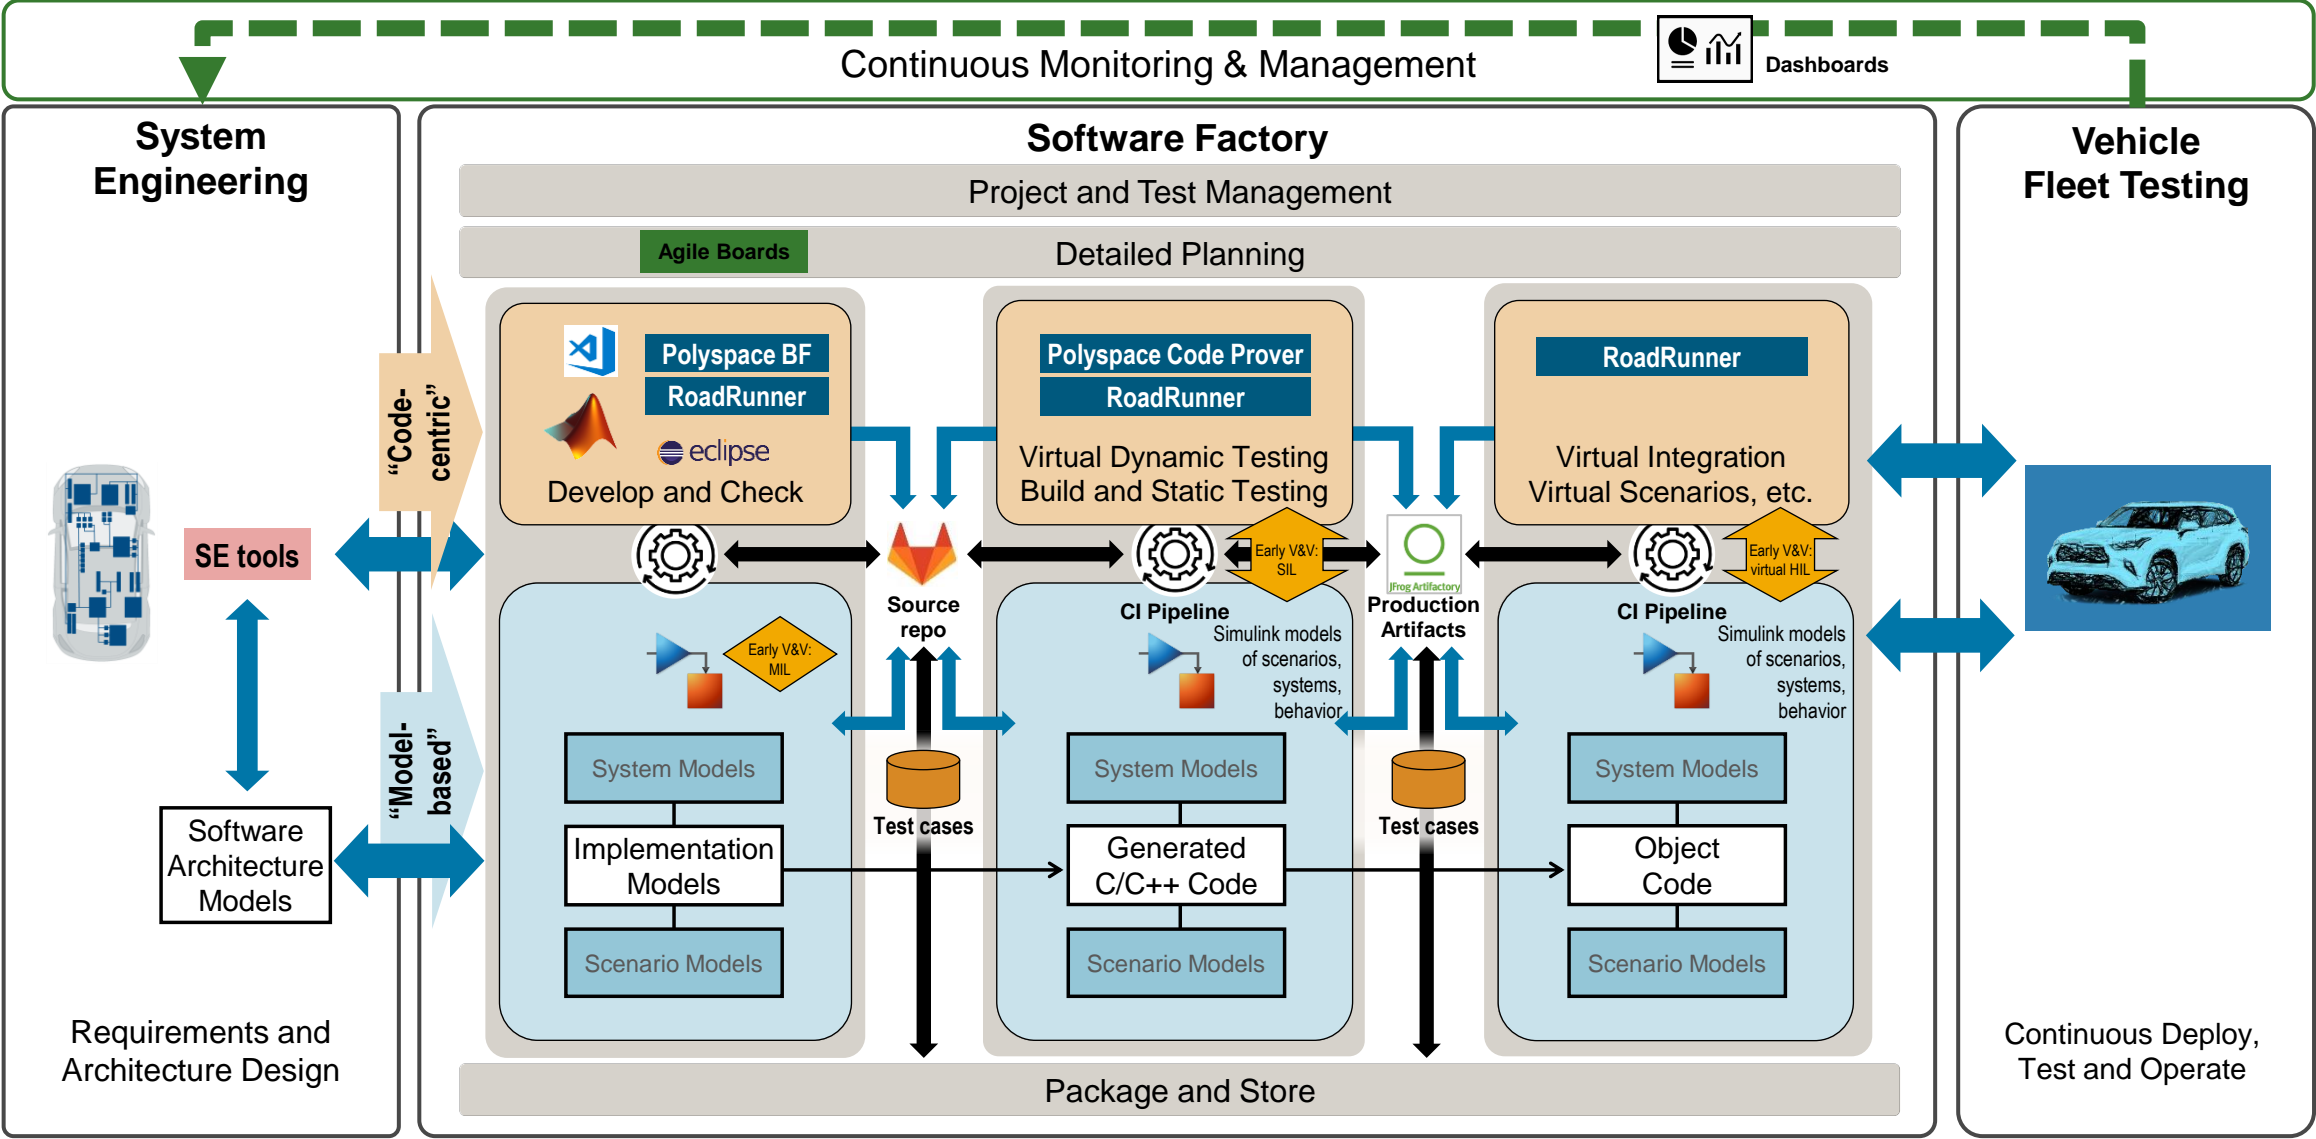 Continuous Monitoring & Management
Dashboards
System
Engineering
SE tools
Software
Architecture
Models
Requirements and
Architecture Design
“Code-
centric”
“Model-
based”
Software Factory
Project and Test Management
Agile Boards
Detailed Planning
Polyspace BF
RoadRunner
eclipse
Develop and Check
Polyspace Code Prover
RoadRunner
Virtual Dynamic Testing
Build and Static Testing
RoadRunner
Virtual Integration
Virtual Scenarios, etc.
Early V&V:
SIL
JFrog Artifactory
Early V&V:
virtual HIL
Source
repo
CI Pipeline
Production
Artifacts
CI Pipeline
Early V&V:
MIL
Simulink models
of scenarios,
systems,
behavior
Simulink models
of scenarios,
systems,
behavior
System Models
Implementation
Models
Scenario Models
Test cases
System Models
Generated
C/C++ Code
Scenario Models
Test cases
System Models
Object
Code
Scenario Models
Package and Store
Vehicle
Fleet Testing
Continuous Deploy,
Test and Operate